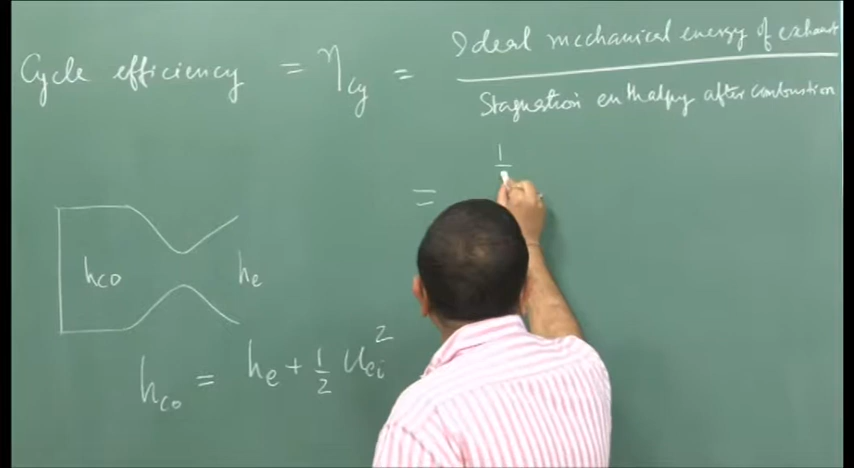 Cycle efficiency = η_cy = Ideal mechanical energy of exhaust
Stagnation enthalpy after combustion
= 1
h_co h_e
h_co = h_e + 1/2 u_ei^2